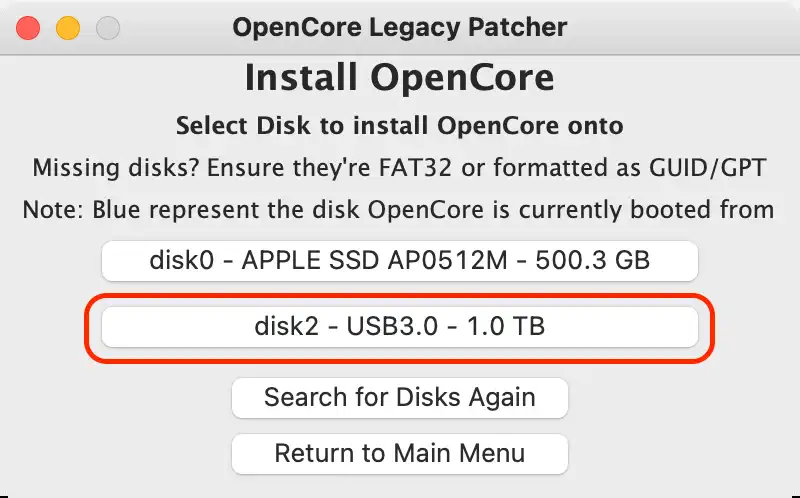 OpenCore Legacy Patcher
Install OpenCore
Select Disk to install OpenCore onto
Missing disks? Ensure they're FAT32 or formatted as GUID/GPT
Note: Blue represent the disk OpenCore is currently booted from
disk0 - APPLE SSD AP0512M - 500.3 GB
disk2 - USB3.0 - 1.0 TB
Search for Disks Again
Return to Main Menu